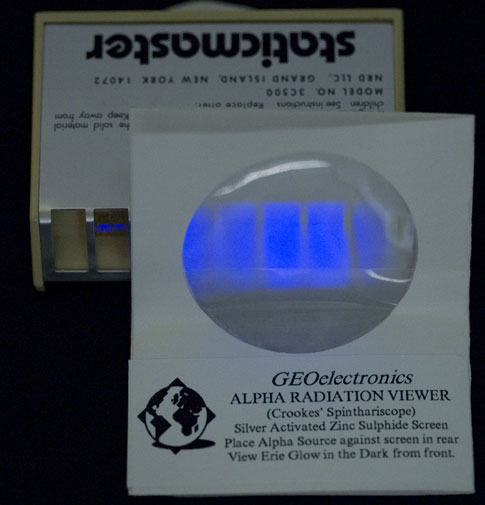 the solid material
Keep away from
children See instructions Replace after:
MODEL NO. 3C500
NRD LLC., GRAND ISLAND, NEW YORK 14072
staticmaster
GEOelectronics
ALPHA RADIATION VIEWER
(Crookes' Spinthariscope)
Silver Activated Zinc Sulphide Screen
Place Alpha Source against screen in rear
View Erie Glow in the Dark from front.